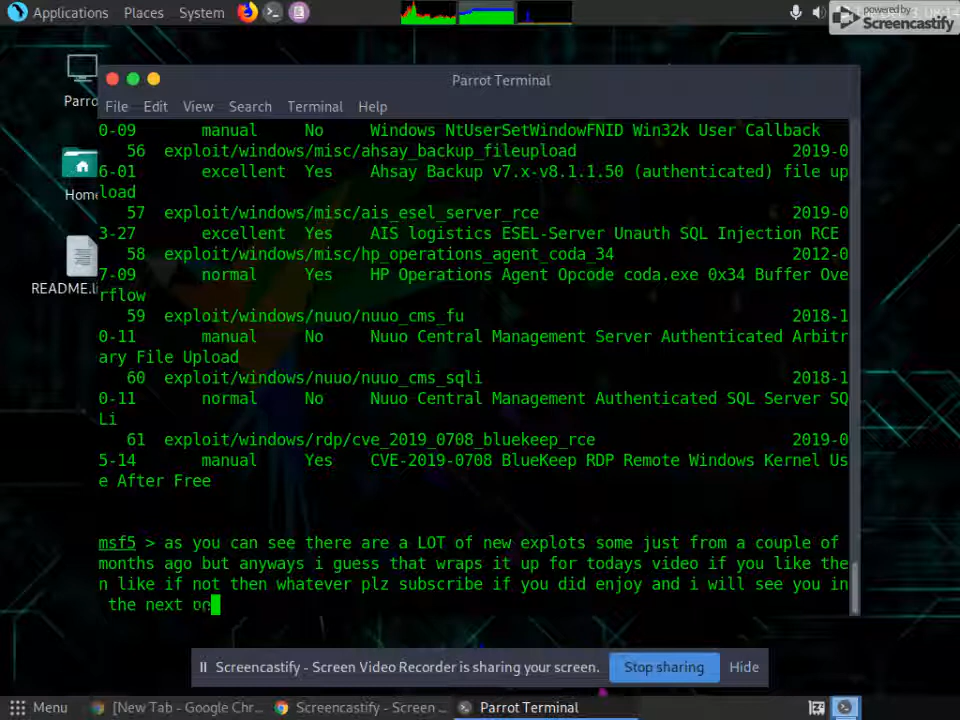 Applications Places System
powered by
Screencastify
Parro
Parrot Terminal
File Edit View Search Terminal Help
0-09 manual No Windows NtUserSetWindowFNID Win32k User Callback
56 exploit/windows/misc/ahsay_backup_fileupload 2019-0
6-01 excellent Yes Ahsay Backup v7.x-v8.1.1.50 (authenticated) file up
load
Hom
57 exploit/windows/misc/ais_esel_server_rce 2019-0
3-27 excellent Yes AIS logistics ESEL-Server Unauth SQL Injection RCE
58 exploit/windows/misc/hp_operations_agent_coda_34 2012-0
7-09 normal Yes HP Operations Agent Opcode coda.exe 0x34 Buffer Ove
rflow
README.li
59 exploit/windows/nuuo/nuuo_cms_fu 2018-1
0-11 manual No Nuuo Central Management Server Authenticated Arbitr
ary File Upload
60 exploit/windows/nuuo/nuuo_cms_sqli 2018-1
0-11 normal No Nuuo Central Management Authenticated SQL Server SQ
Li
61 exploit/windows/rdp/cve_2019_0708_bluekeep_rce 2019-0
5-14 manual Yes CVE-2019-0708 BlueKeep RDP Remote Windows Kernel Us
e After Free
msf5 > as you can see there are a LOT of new explots some just from a couple of
months ago but anyways i guess that wraps it up for todays video if you like the
n like if not then whatever plz subscribe if you did enjoy and i will see you in
the next
Screencastify - Screen Video Recorder is sharing your screen. Stop sharing Hide
Menu [New Tab - Google Chr... Screencastify - Screen ... Parrot Terminal